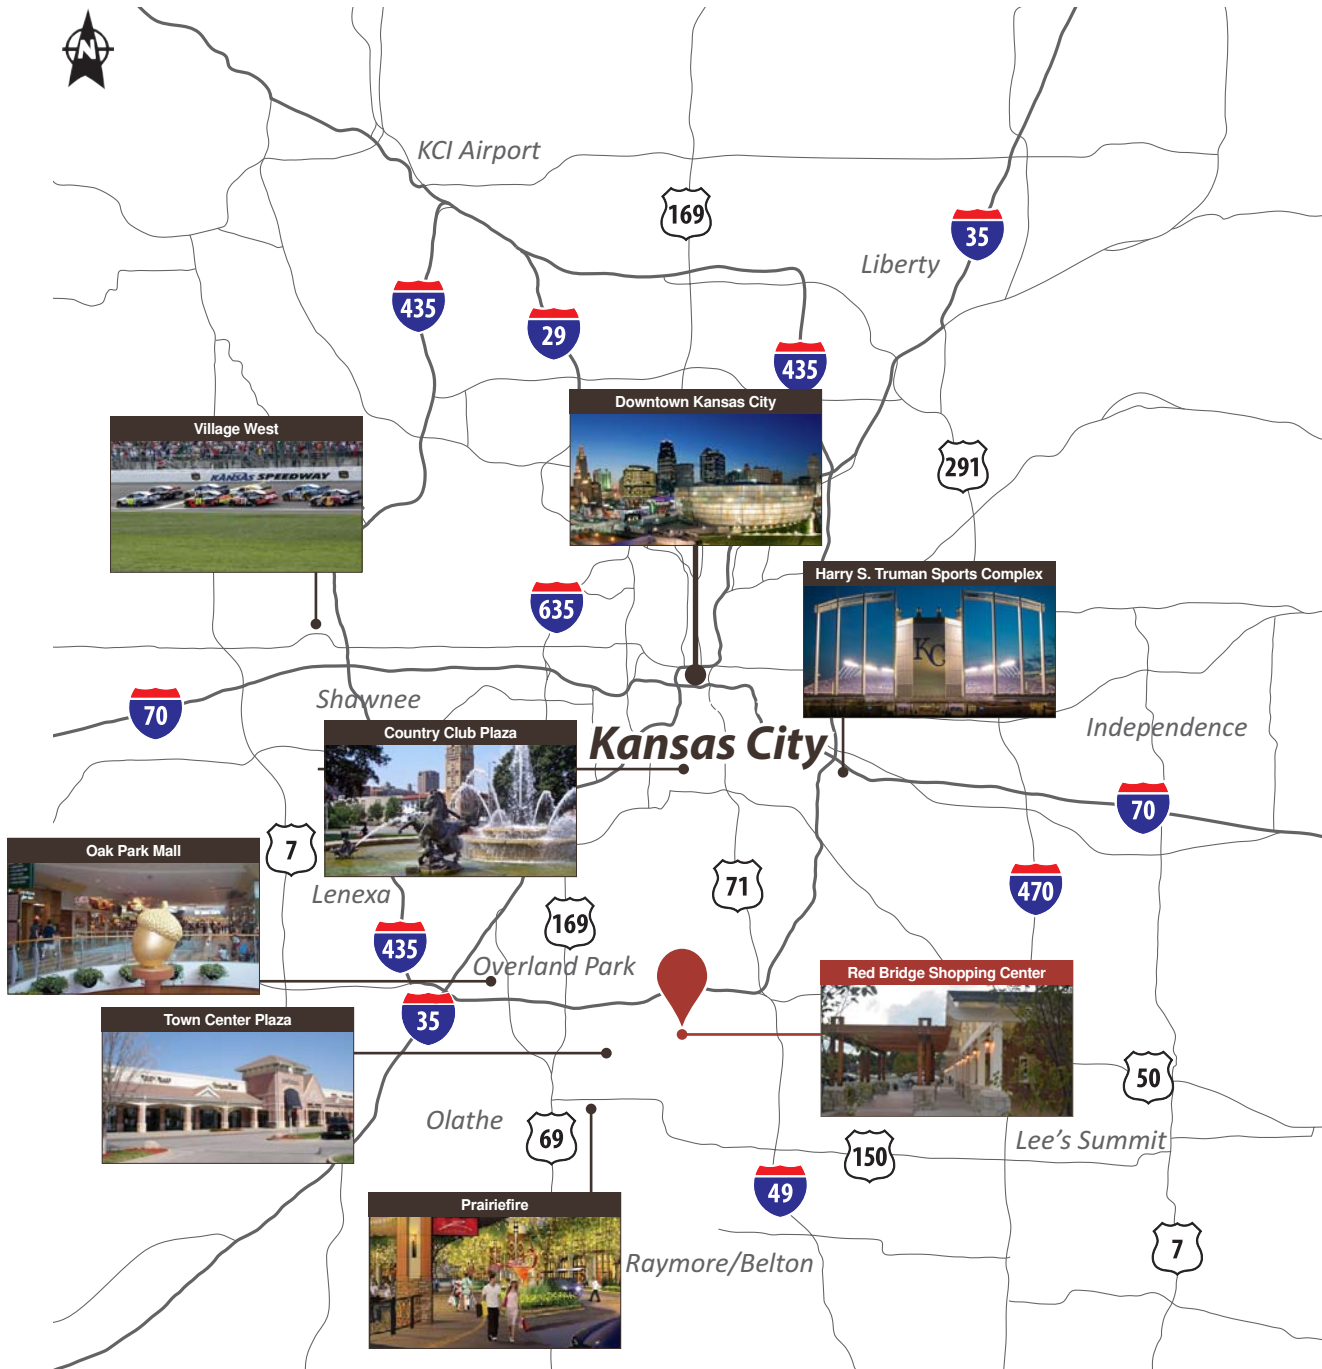 N
KCI Airport
169
35
Liberty
435
29
435
Downtown Kansas City
Village West
KANSAS SPEEDWAY
291
Harry S. Truman Sports Complex
635
KC
Shawnee
70
Independence
Country Club Plaza
Kansas City
70
7
Oak Park Mall
71
470
Lenexa
169
435
Overland Park
Red Bridge Shopping Center
35
Town Center Plaza
50
Olathe
69
150
Lee's Summit
49
Prairiefire
7
Raymore/Belton